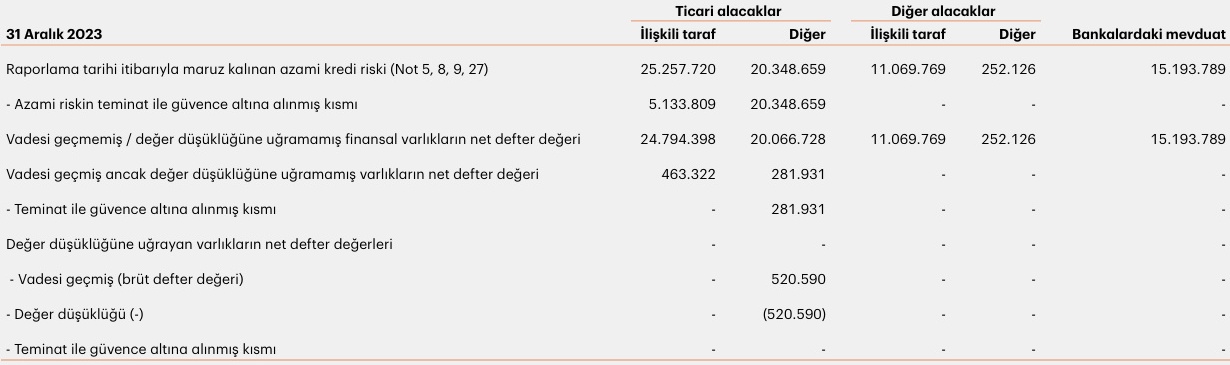 Ticari alacaklar Diğer alacaklar
31 Aralık 2023 İlişkili taraf Diğer İlişkili taraf Diğer Bankalardaki mevduat
Raporlama tarihi itibarıyla maruz kalınan azami kredi riski (Not 5, 8, 9, 27) 25.257.720 20.348.659 11.069.769 252.126 15.193.789
- Azami riskin teminat ile güvence altına alınmış kısmı 5.133.809 20.348.659 - - -
Vadesi geçmemiş / değer düşüklüğüne uğramamış finansal varlıkların net defter değeri 24.794.398 20.066.728 11.069.769 252.126 15.193.789
Vadesi geçmiş ancak değer düşüklüğüne uğramamış varlıkların net defter değeri 463.322 281.931 - - -
- Teminat ile güvence altına alınmış kısmı - 281.931 - - -
Değer düşüklüğüne uğrayan varlıkların net defter değerleri - - - - -
- Vadesi geçmiş (brüt defter değeri) - 520.590 - - -
- Değer düşüklüğü (-) - (520.590) - - -
- Teminat ile güvence altına alınmış kısmı - - - - -